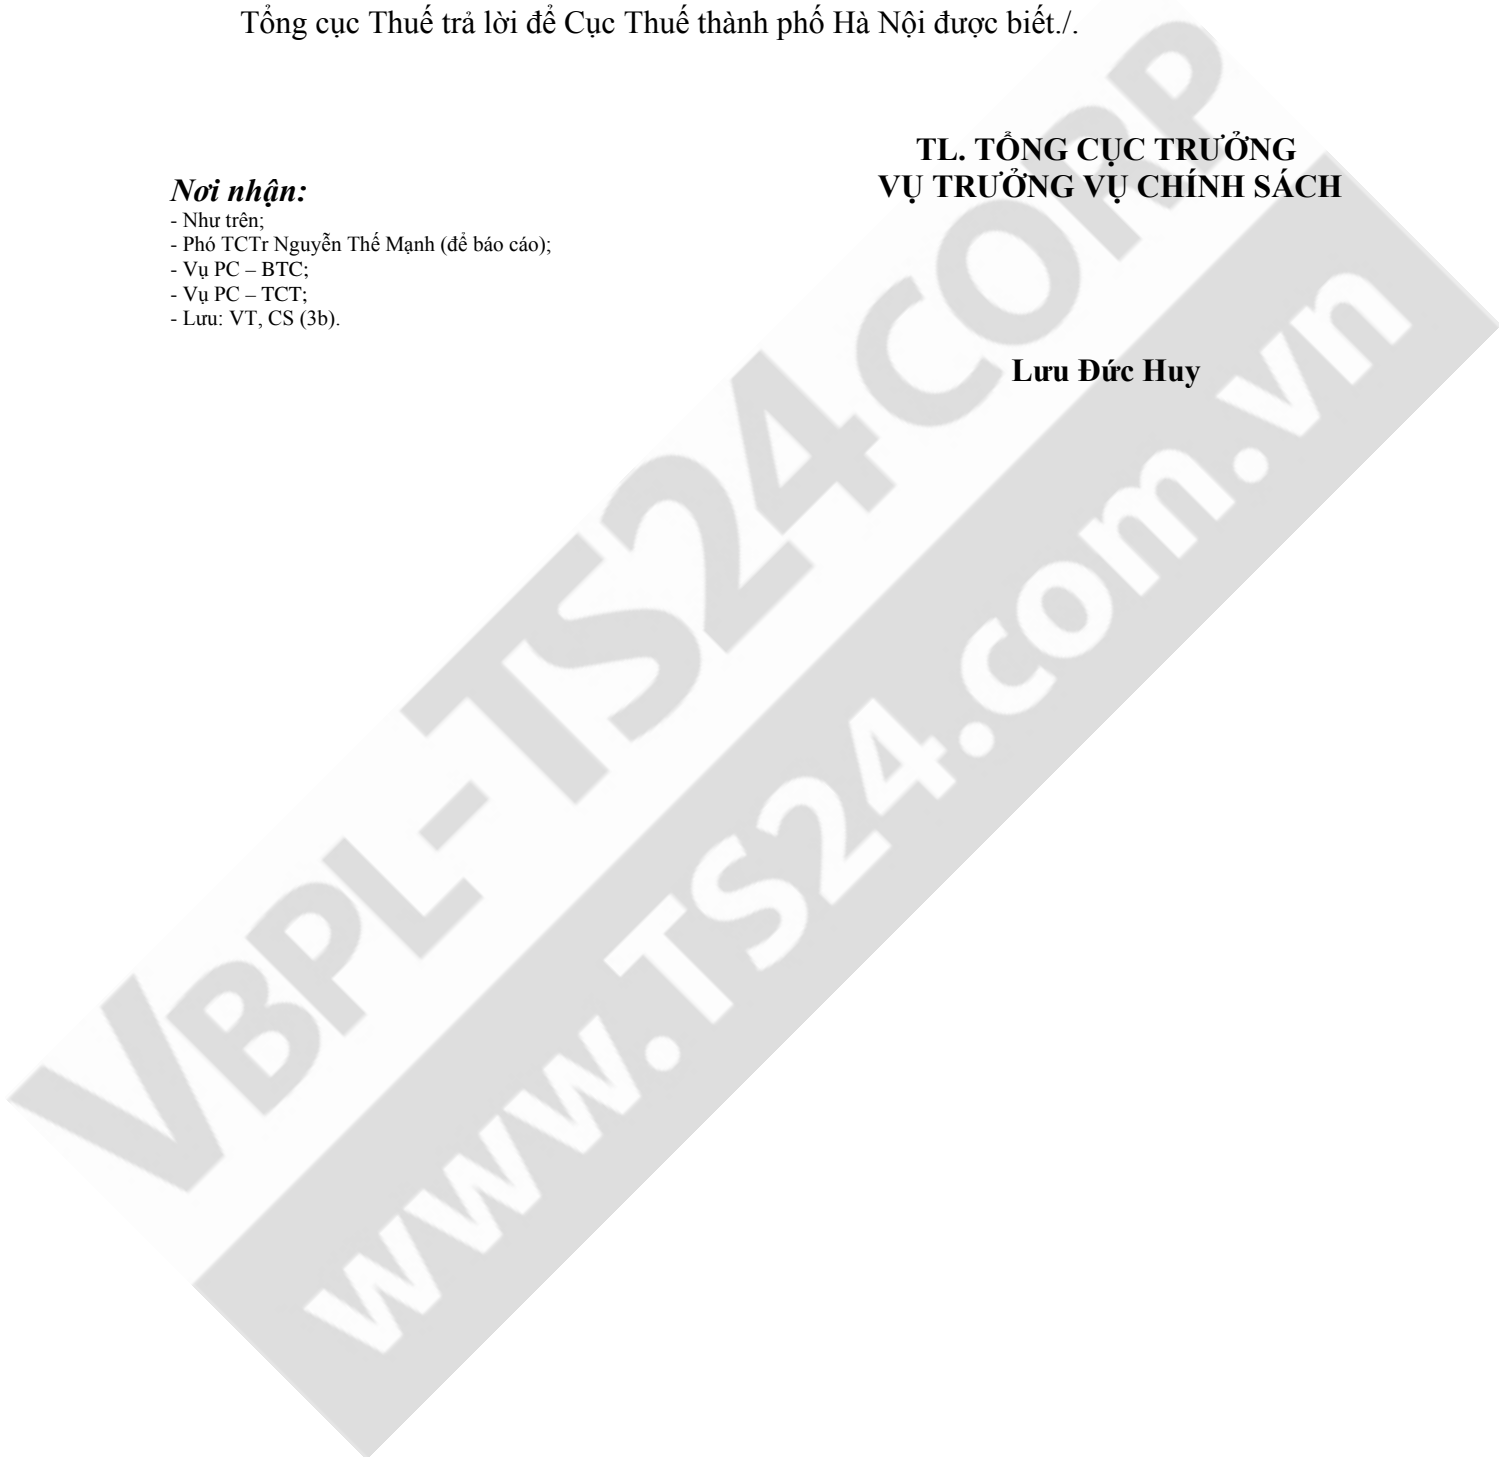 Tổng cục Thuế trả lời để Cục Thuế thành phố Hà Nội được biết./.
Nơi nhận:
- Như trên;
- Phó TCTr Nguyễn Thế Mạnh (để báo cáo);
- Vụ PC – BTC;
- Vụ PC – TCT;
- Lưu: VT, CS (3b).
TL. TỔNG CỤC TRƯỞNG
VỤ TRƯỞNG VỤ CHÍNH SÁCH
Lưu Đức Huy
VBPL-TS24CORP
www.TS24.com.vn